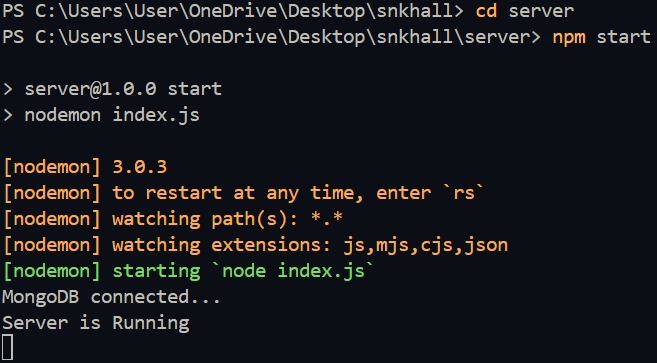 PS C:\Users\User\OneDrive\Desktop\snkhall> cd server
PS C:\Users\User\OneDrive\Desktop\snkhall\server> npm start
> server@1.0.0 start
> nodemon index.js
[nodemon] 3.0.3
[nodemon] to restart at any time, enter `rs`
[nodemon] watching path(s): *.*
[nodemon] watching extensions: js,mjs,cjs,json
[nodemon] starting `node index.js`
MongoDB connected...
Server is Running